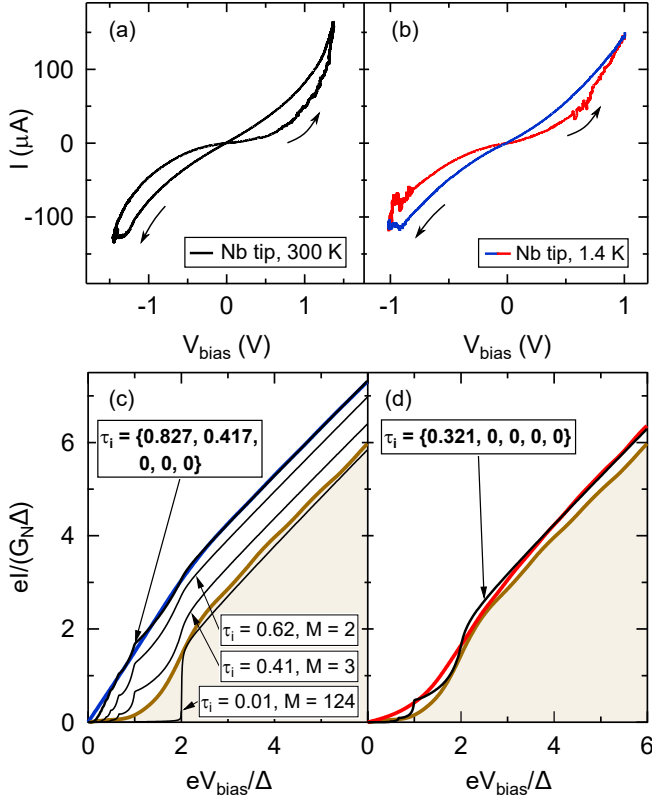 (a)
(b)
100
0
-100
I (μA)
Nb tip, 300 K
Nb tip, 1.4 K
-1 0 1
-1 0 1
V_bias (V)
V_bias (V)
(c)
(d)
τ_i = {0.827, 0.417,
0, 0, 0}
τ_i = {0.321, 0, 0, 0, 0}
6
4
2
0
eI/(G_NΔ)
τ_i = 0.62, M = 2
τ_i = 0.41, M = 3
τ_i = 0.01, M = 124
0 2 4 6
0 2 4 6
eV_bias/Δ
eV_bias/Δ